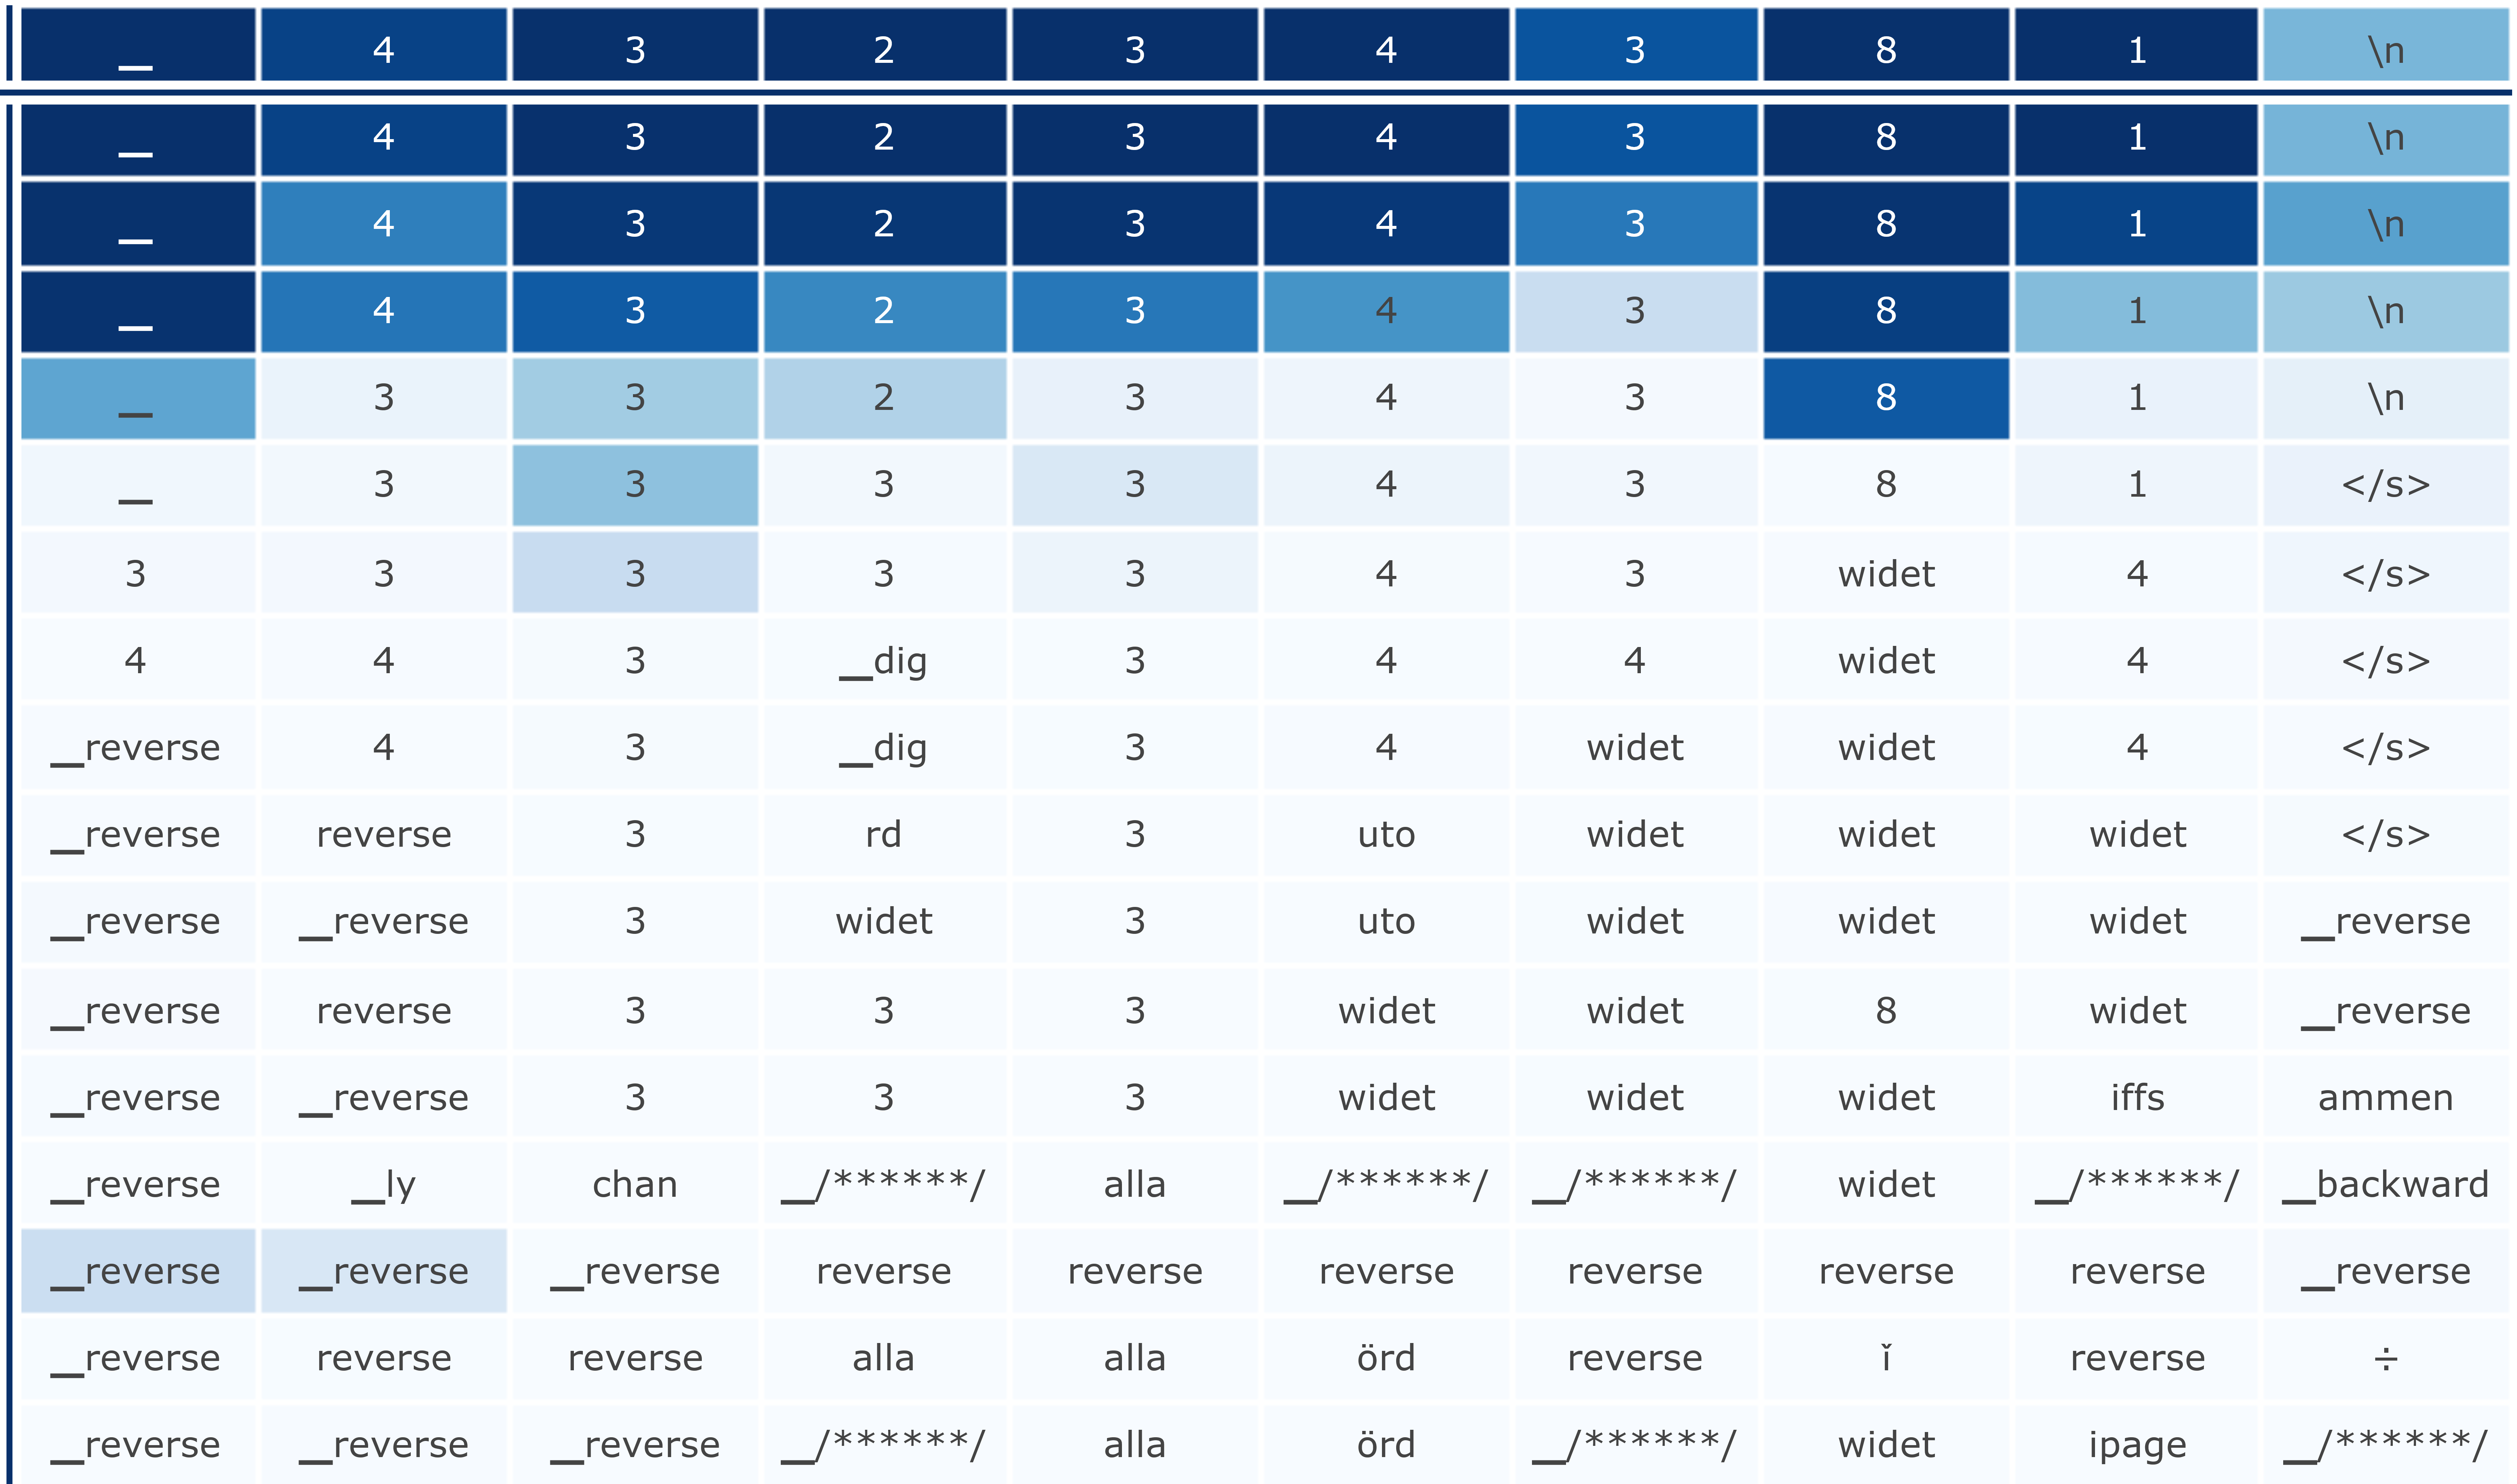 _ 4 3 2 3 4 3 8 1 \n
_ 4 3 2 3 4 3 8 1 \n
_ 4 3 2 3 4 3 8 1 \n
_ 4 3 2 3 4 3 8 1 \n
_ 3 3 2 3 4 3 8 1 \n
_ 3 3 3 3 4 3 8 1 </s>
3 3 3 3 3 4 3 widet 4 </s>
4 4 3 _dig 3 4 4 widet 4 </s>
_reverse 4 3 _dig 3 4 widet widet 4 </s>
_reverse reverse 3 rd 3 uto widet widet widet </s>
_reverse _reverse 3 widet 3 uto widet widet widet _reverse
_reverse reverse 3 3 3 widet widet 8 widet _reverse
_reverse _reverse 3 3 3 widet widet widet iffs ammen
_reverse _ly chan _/******/ alla _/******/ _/******/ widet _/******/ _backward
_reverse _reverse _reverse reverse reverse reverse reverse reverse reverse _reverse
_reverse reverse reverse alla alla örd reverse ǐ reverse ÷
_reverse _reverse _reverse _/******/ alla örd _/******/ widet ipage _/******/